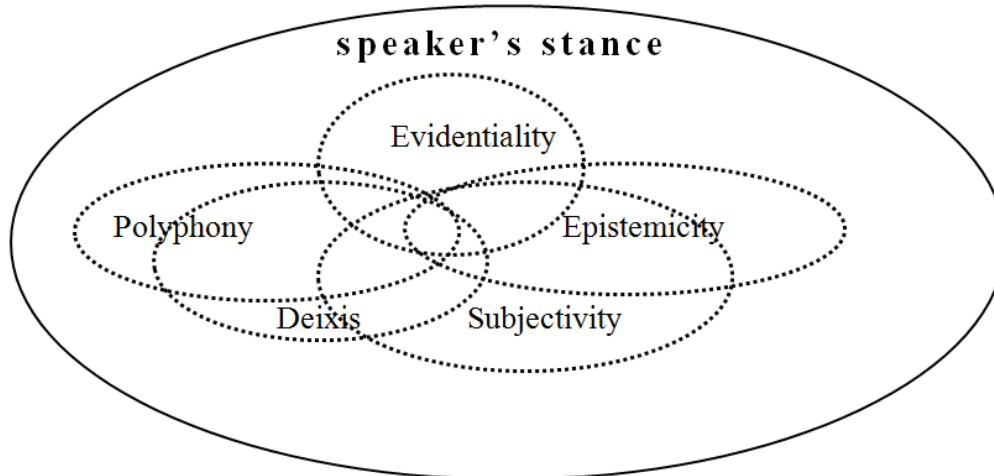 speaker's stance
Evidentiality
Polyphony
Epistemicity
Deixis
Subjectivity